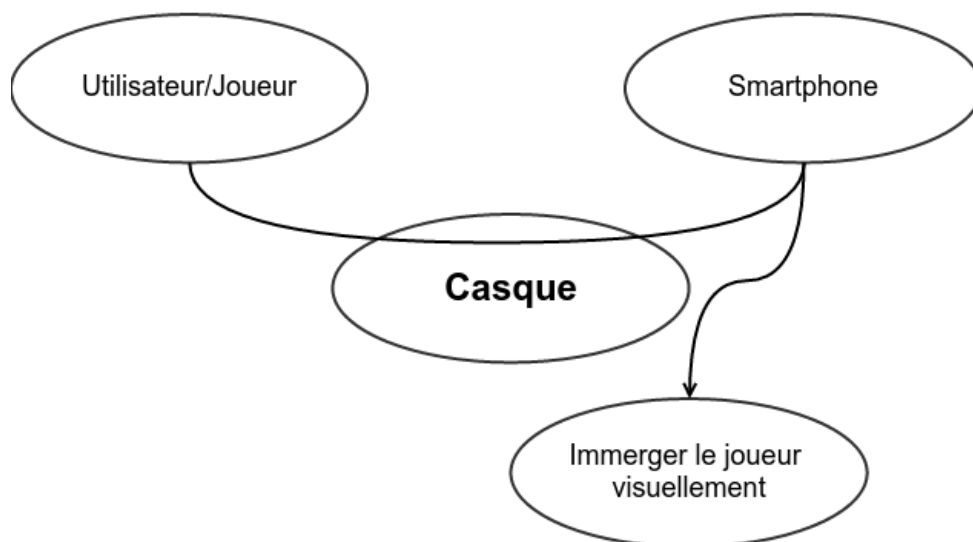 Utilisateur/Joueur
Smartphone
Casque
Immerger le joueur
visuellement